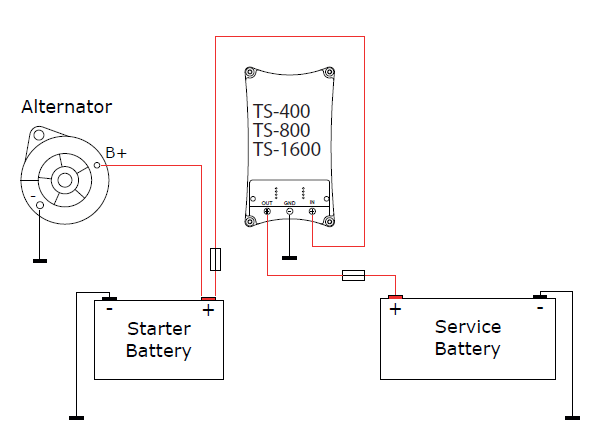 Alternator
B+
-
TS-400
TS-800
TS-1600
OUT GND IN
- +
Starter
Battery
+ -
Service
Battery